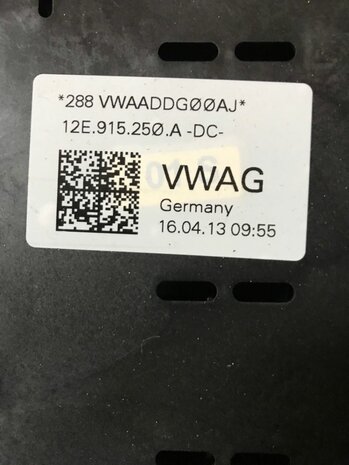 *288 VWAADDGØØAJ*
12E.915.25Ø.A -DC-
VWAG
Germany
16.04.13 09:55